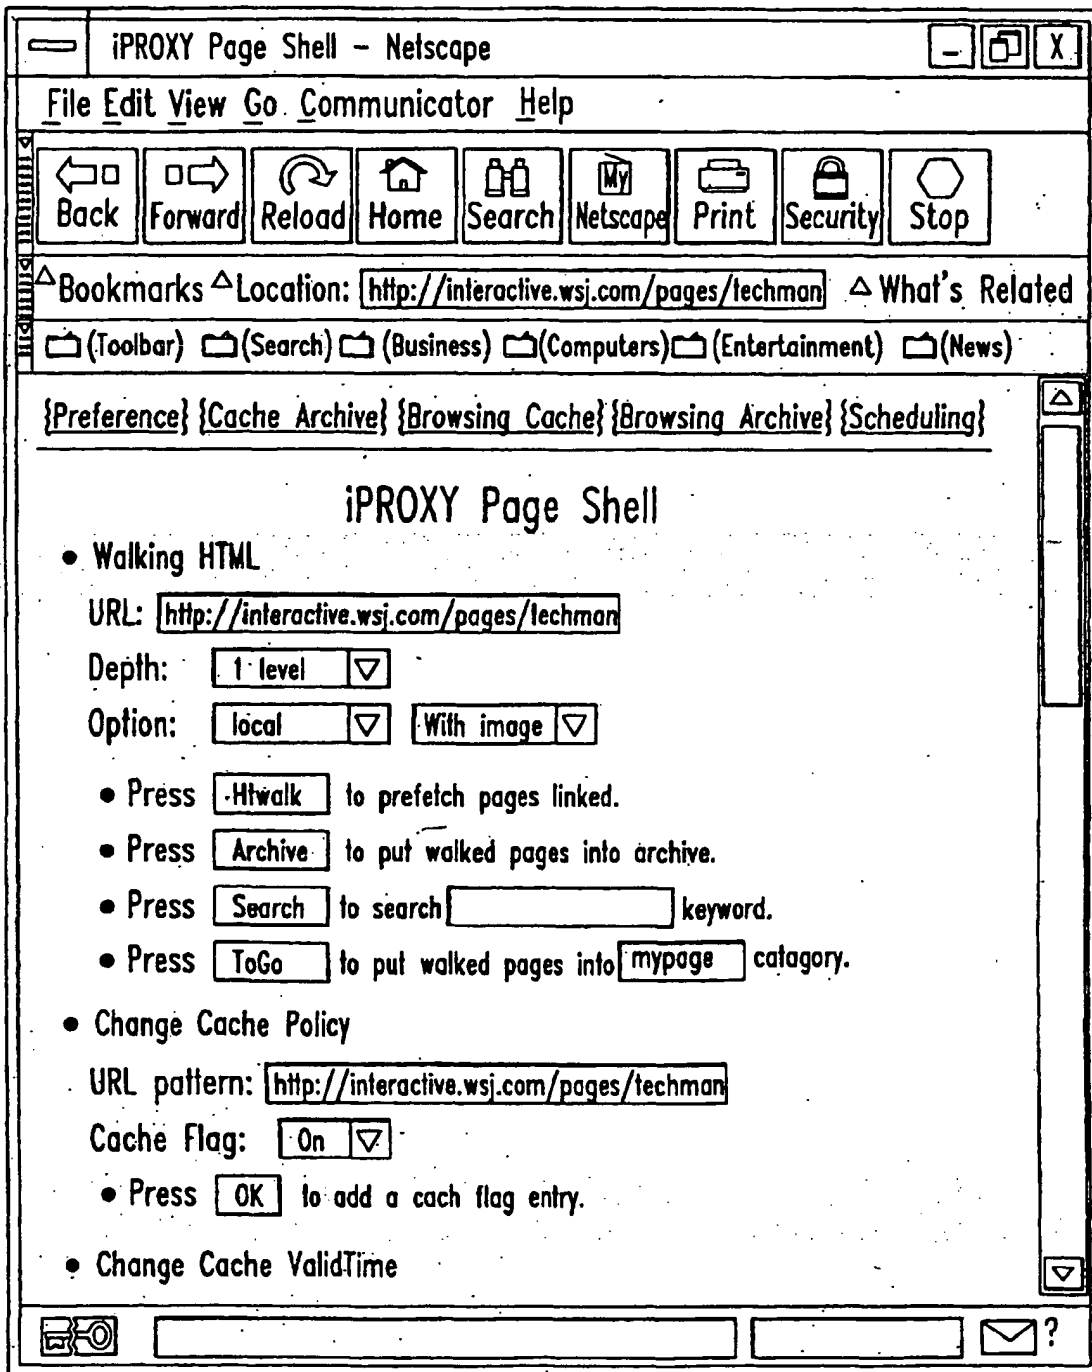 iPROXY Page Shell - Netscape
File Edit View Go Communicator Help
Back Forward Reload Home Search My Netscape Print Security Stop
Bookmarks Location: http://interactive.wsj.com/pages/techman What's Related
(Toolbar) (Search) (Business) (Computers) (Entertainment) (News)
{Preference} {Cache Archive} {Browsing Cache} {Browsing Archive} {Scheduling}
iPROXY Page Shell
• Walking HTML
URL: http://interactive.wsj.com/pages/techman
Depth: 1 level
Option: local With image
• Press Htwalk to prefetch pages linked.
• Press Archive to put walked pages into archive.
• Press Search to search keyword.
• Press ToGo to put walked pages into mypage catagory.
• Change Cache Policy
URL pattern: http://interactive.wsj.com/pages/techman
Cache Flag: On
• Press OK to add a cach flag entry.
• Change Cache ValidTime
?